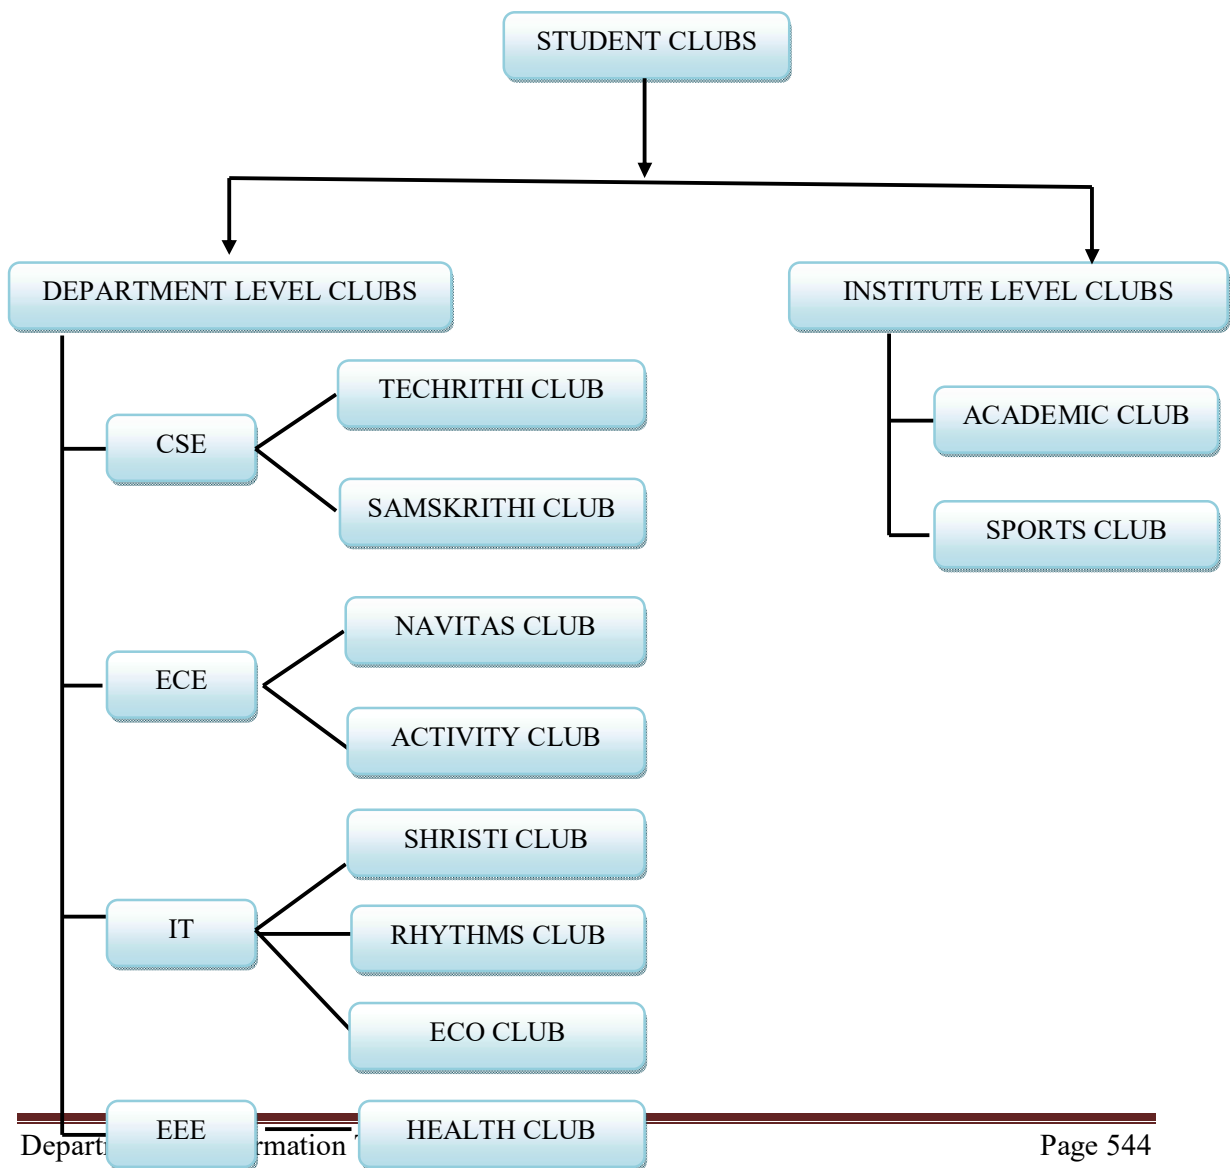 STUDENT CLUBS
DEPARTMENT LEVEL CLUBS
INSTITUTE LEVEL CLUBS
TECHRITHI CLUB
ACADEMIC CLUB
CSE
SAMSKRITHI CLUB
SPORTS CLUB
NAVITAS CLUB
ECE
ACTIVITY CLUB
SHRISTI CLUB
IT
RHYTHMS CLUB
ECO CLUB
EEE
HEALTH CLUB
Page 544